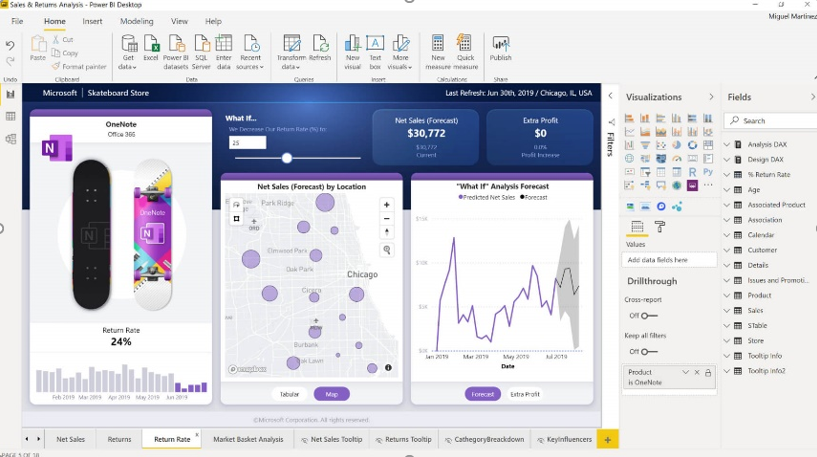 Sales & Returns Analysis - Power BI Desktop
Miguel Martinez
File Home Insert Modeling View Help
Paste
Cut
Copy
Format painter
Get data
Excel
Power BI datasets
SQL Server
Enter data
Recent sources
Transform data
Refresh
New visual
Text box
More visuals
New measure
Quick measure
Publish
Undo Clipboard Data Queries Insert Calculations Share
Microsoft | Skateboard Store
Last Refresh: Jun 30th, 2019 / Chicago, IL, USA
OneNote
Office 365
OneNote
Return Rate
24%
Feb 2019 Mar 2019 Apr 2019 May 2019 Jun 2019
What If...
We Decrease Our Return Rate (%) to:
25
Net Sales (Forecast)
$30,772
$30,772
Current
Extra Profit
$0
0.0%
Profit Increase
Net Sales (Forecast) by Location
Park Ridge
ORD
Elmwood Park
Oak Park
Chicago
Cicero
Burbank
Oak Lawn
Tabular Map
"What If" Analysis Forecast
Predicted Net Sales Forecast
$15K
$10K
$5K
$0K
Jan 2019 Mar 2019 May 2019 Jul 2019
Date
Forecast Extra Profit
©Microsoft Corporation. All rights reserved.
Filters
Visualizations
Values
Add data fields here
Drillthrough
Cross-report
Off
Keep all filters
Off
Product
is OneNote
Fields
Search
Analysis DAX
Design DAX
% Return Rate
Age
Associated Product
Association
Calendar
Customer
Details
Issues and Promoti...
Product
Sales
STable
Store
Tooltip Info
Tooltip Info2
Net Sales Returns Return Rate Market Basket Analysis Net Sales Tooltip Returns Tooltip CathegoryBreakdown KeyInfluencers
PAGE 5 OF 18